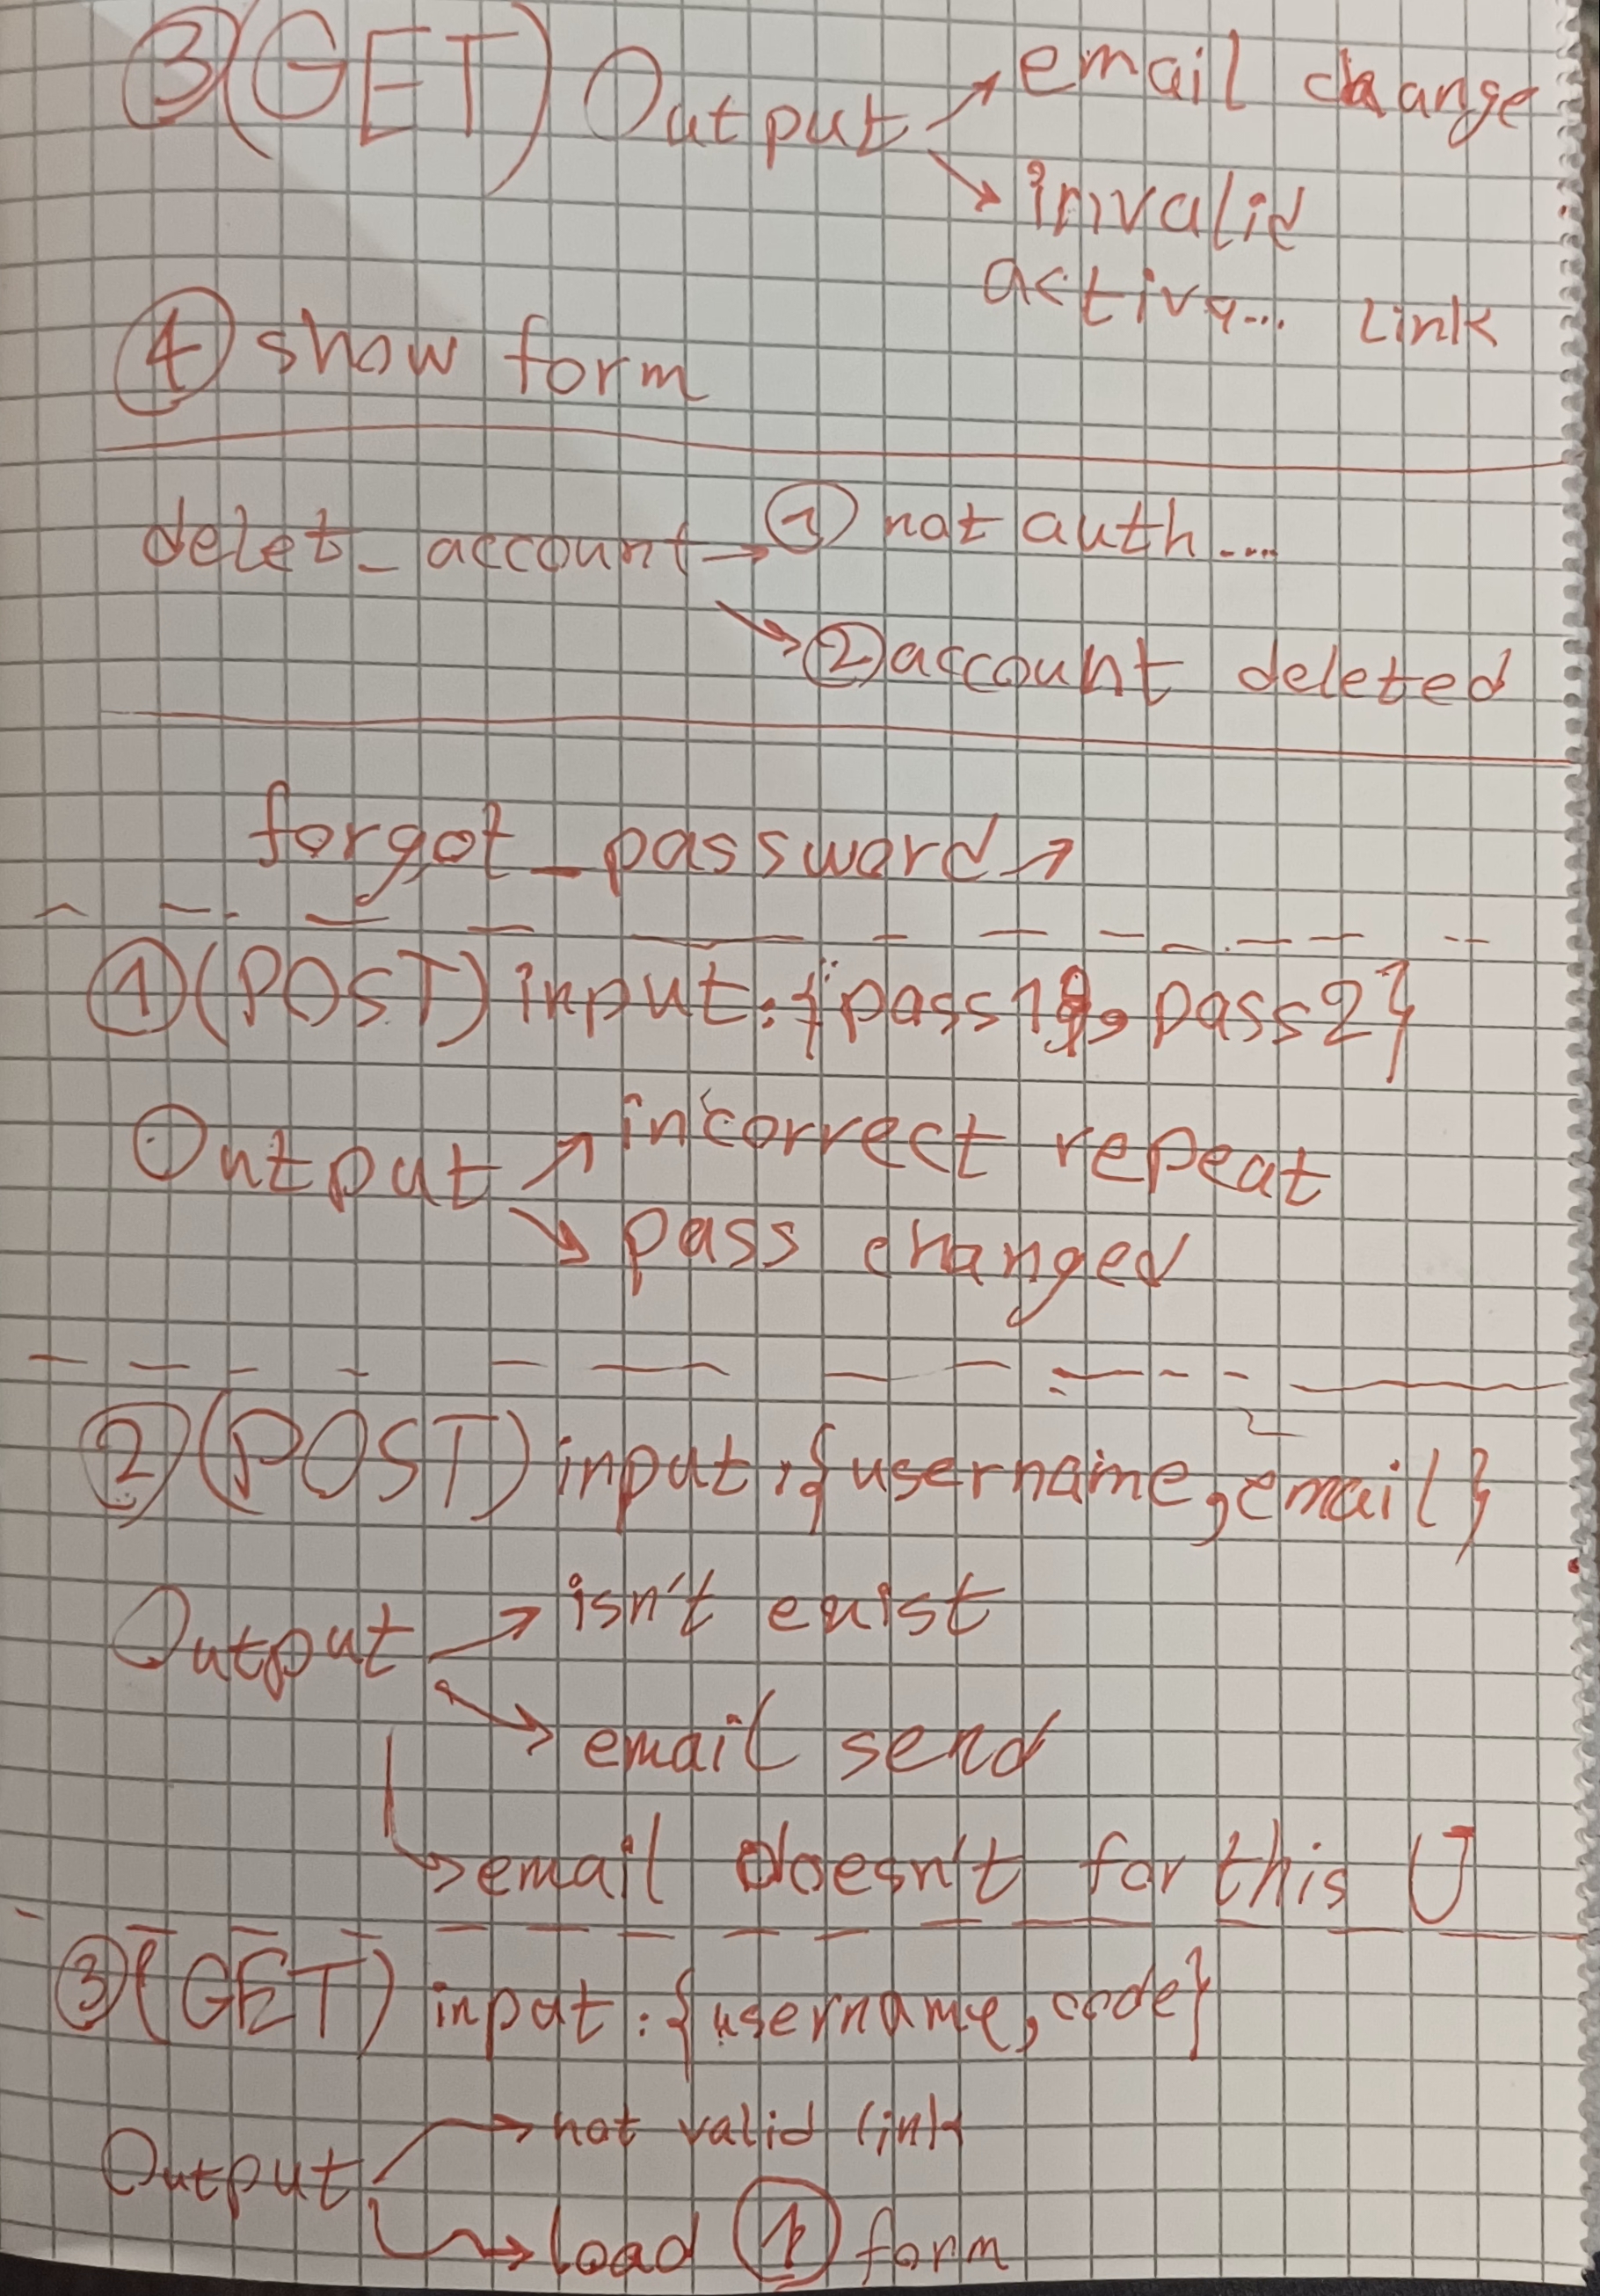 ③(GET) Output ↗ email change
↘ invalid
activa... Link
④ show form
delet_account → ① not auth....
↘ ② account deleted
forgot_password ↗
① (POST) input: {pass1, pass2}
Output ↗ incorrect repeat
↘ pass changed
② (POST) input: {username, email}
Output ↗ isn't exist
↘ email send
↳ email doesn't for this U
③ (GET) input: {username, code}
Output → not valid link
↳ load ① form